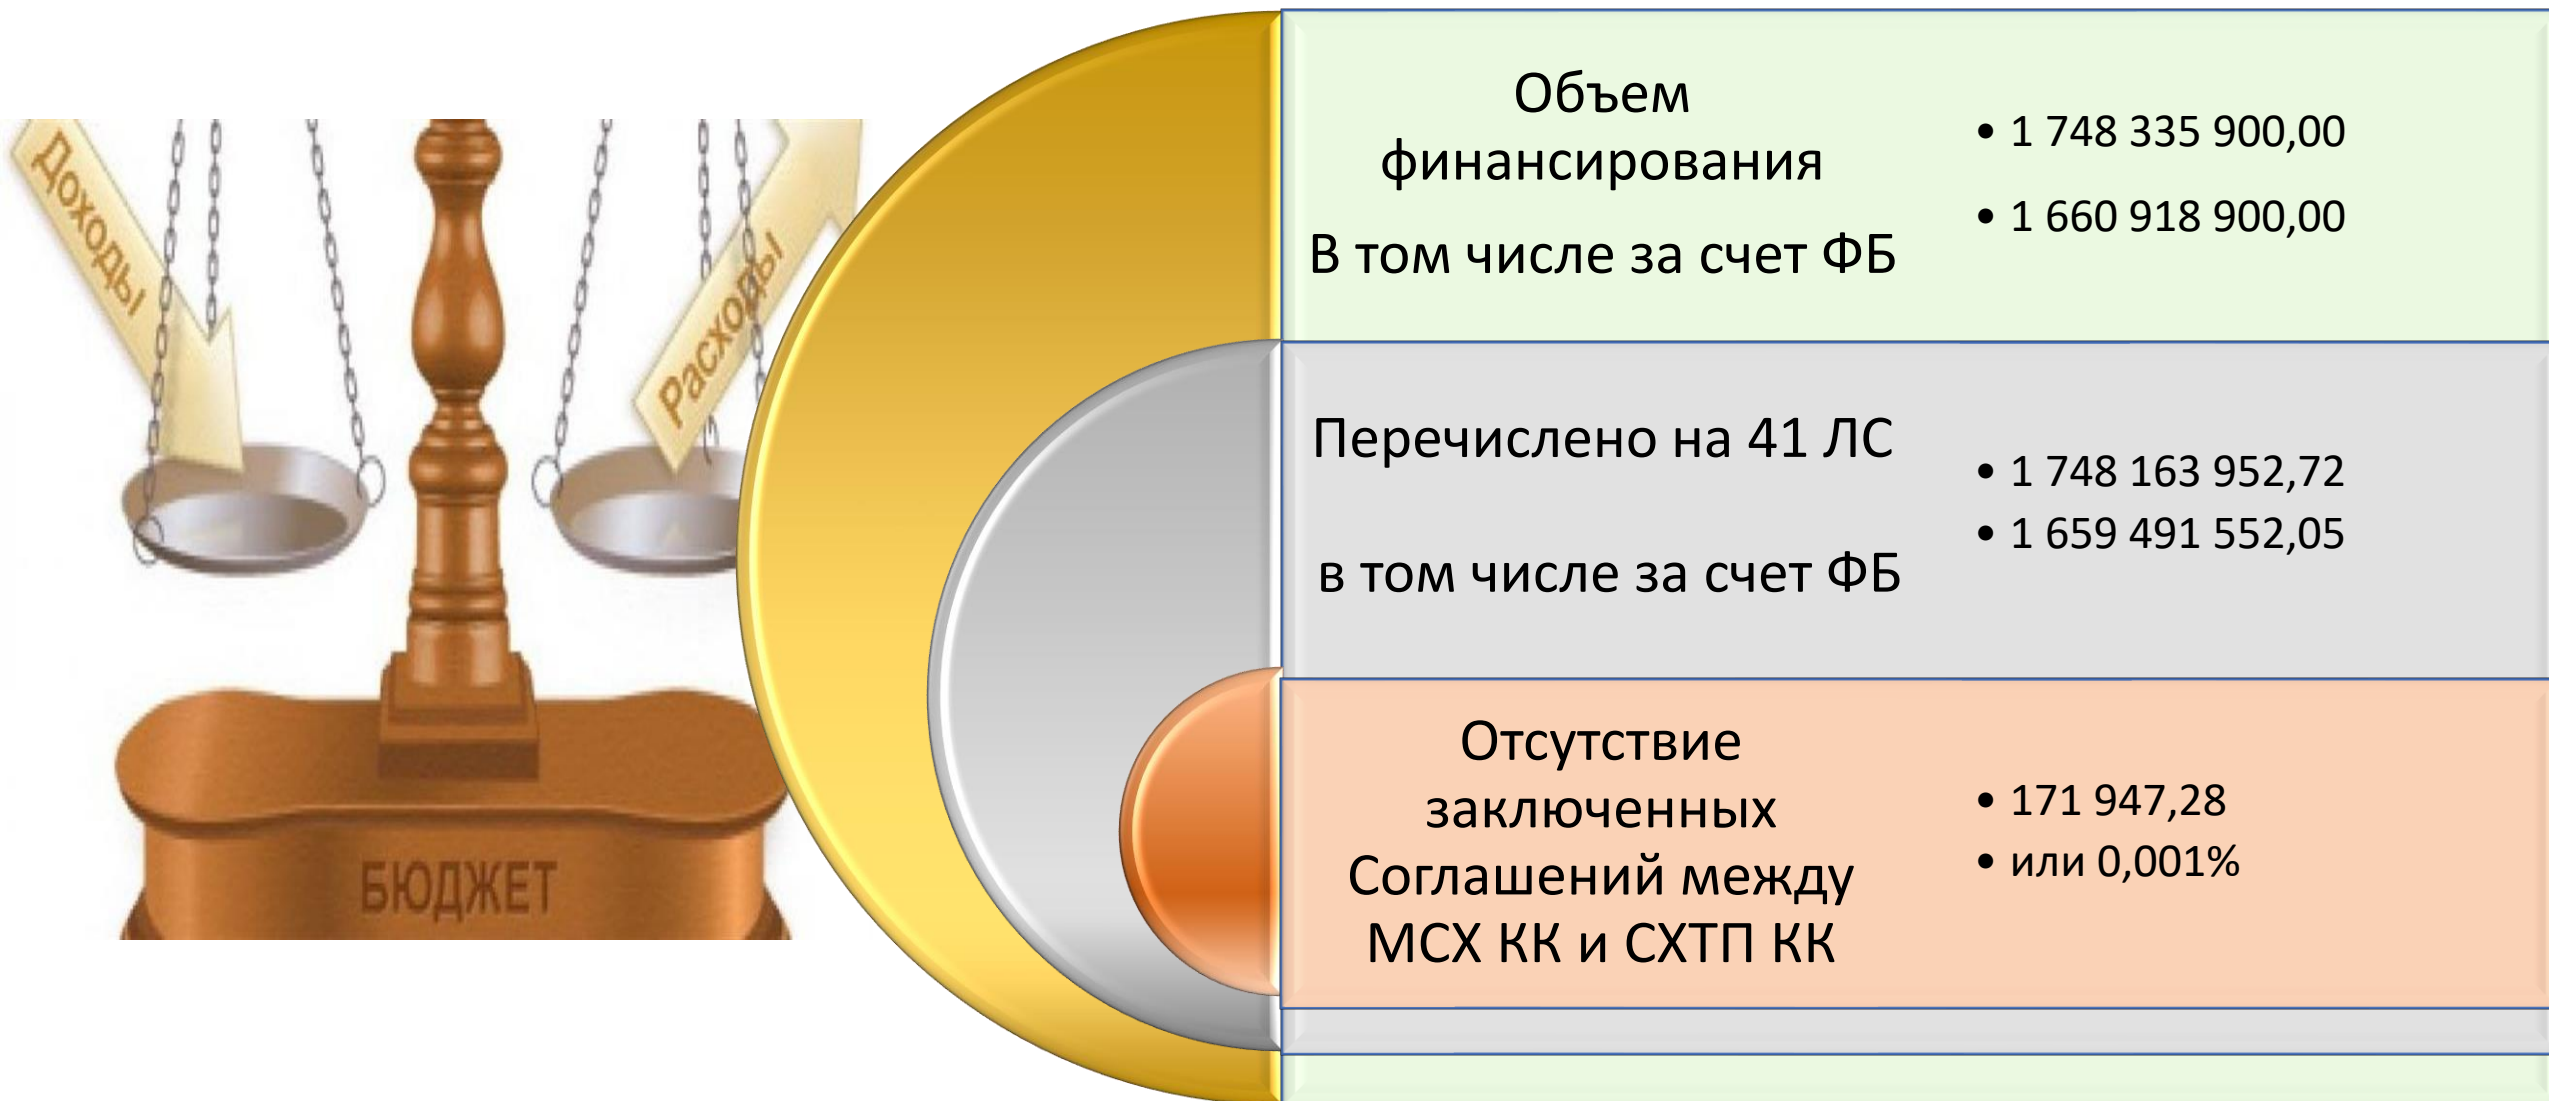 Доходы
Расходы
БЮДЖЕТ
Объем
финансирования
В том числе за счет ФБ
• 1 748 335 900,00
• 1 660 918 900,00
Перечислено на 41 ЛС
в том числе за счет ФБ
• 1 748 163 952,72
• 1 659 491 552,05
Отсутствие
заключенных
Соглашений между
МСХ КК и СХТП КК
• 171 947,28
• или 0,001%